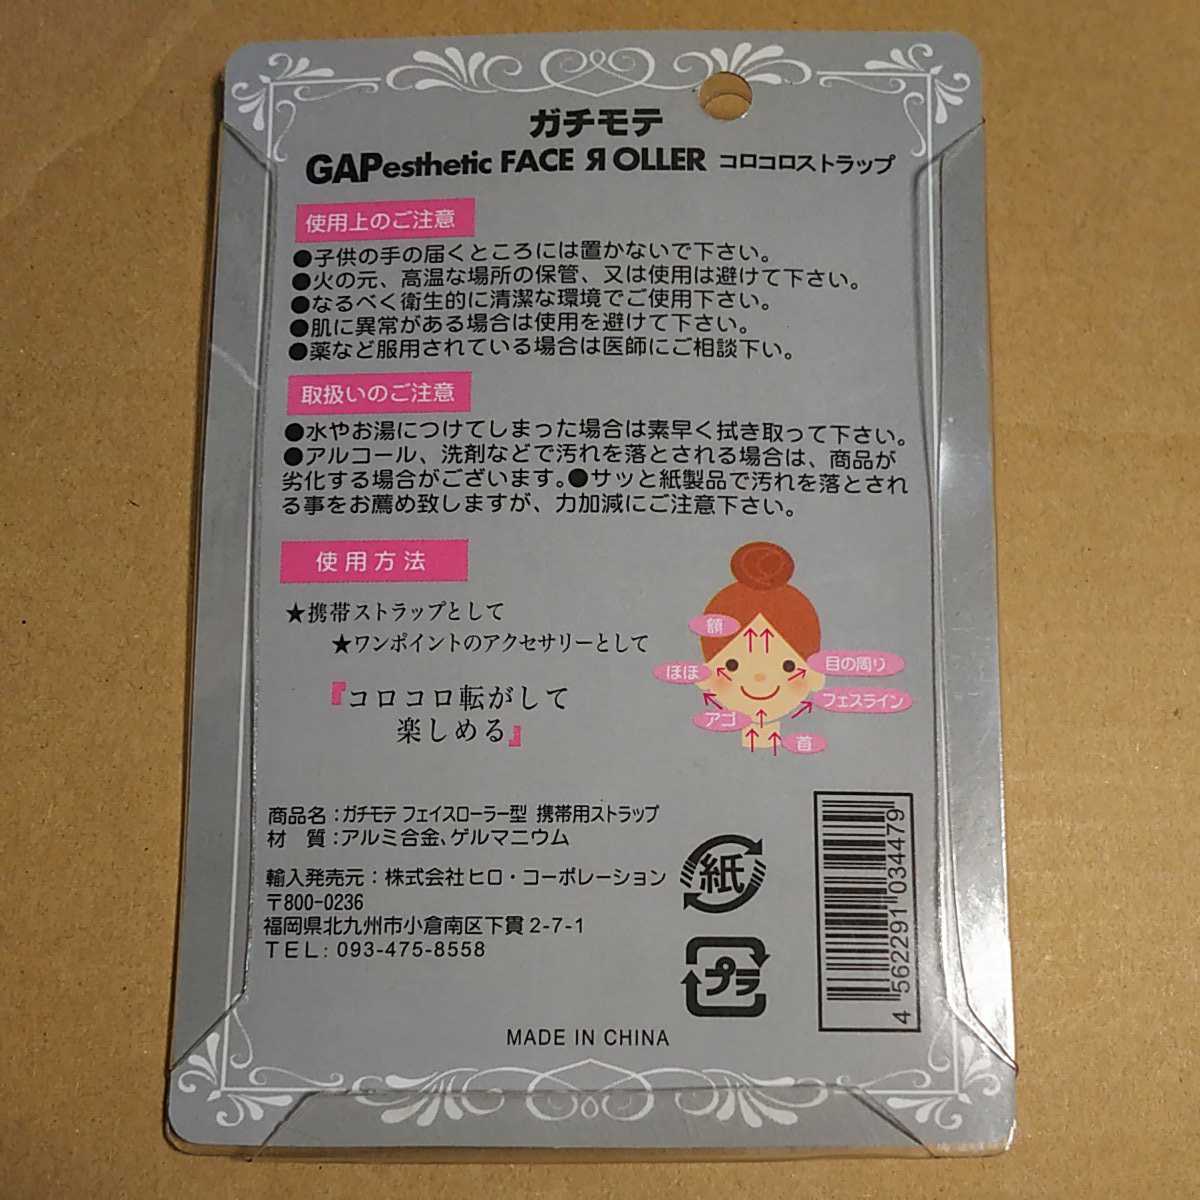 ガチモテ
GAPesthetic FACE ЯOLLER コロコロストラップ
使用上のご注意
●子供の手の届くところには置かないで下さい。
●火の元、高温な場所の保管、又は使用は避けて下さい。
●なるべく衛生的に清潔な環境でご使用下さい。
●肌に異常がある場合は使用を避けて下さい。
●薬など服用されている場合は医師にご相談下い。
取扱いのご注意
●水やお湯につけてしまった場合は素早く拭き取って下さい。
●アルコール、洗剤などで汚れを落とされる場合は、商品が
劣化する場合がございます。●サッと紙製品で汚れを落とされ
る事をお薦め致しますが、力加減にご注意下さい。
使用方法
★携帯ストラップとして
★ワンポイントのアクセサリーとして
『コロコロ転がして
楽しめる』
額
ほほ
目の周り
フェスライン
アゴ
首
商品名：ガチモテ フェイスローラー型 携帯用ストラップ
材 質：アルミ合金、ゲルマニウム
輸入発売元：株式会社ヒロ・コーポレーション
〒800-0236
福岡県北九州市小倉南区下貫2-7-1
TEL: 093-475-8558
紙
プラ
4 562291 034479
MADE IN CHINA